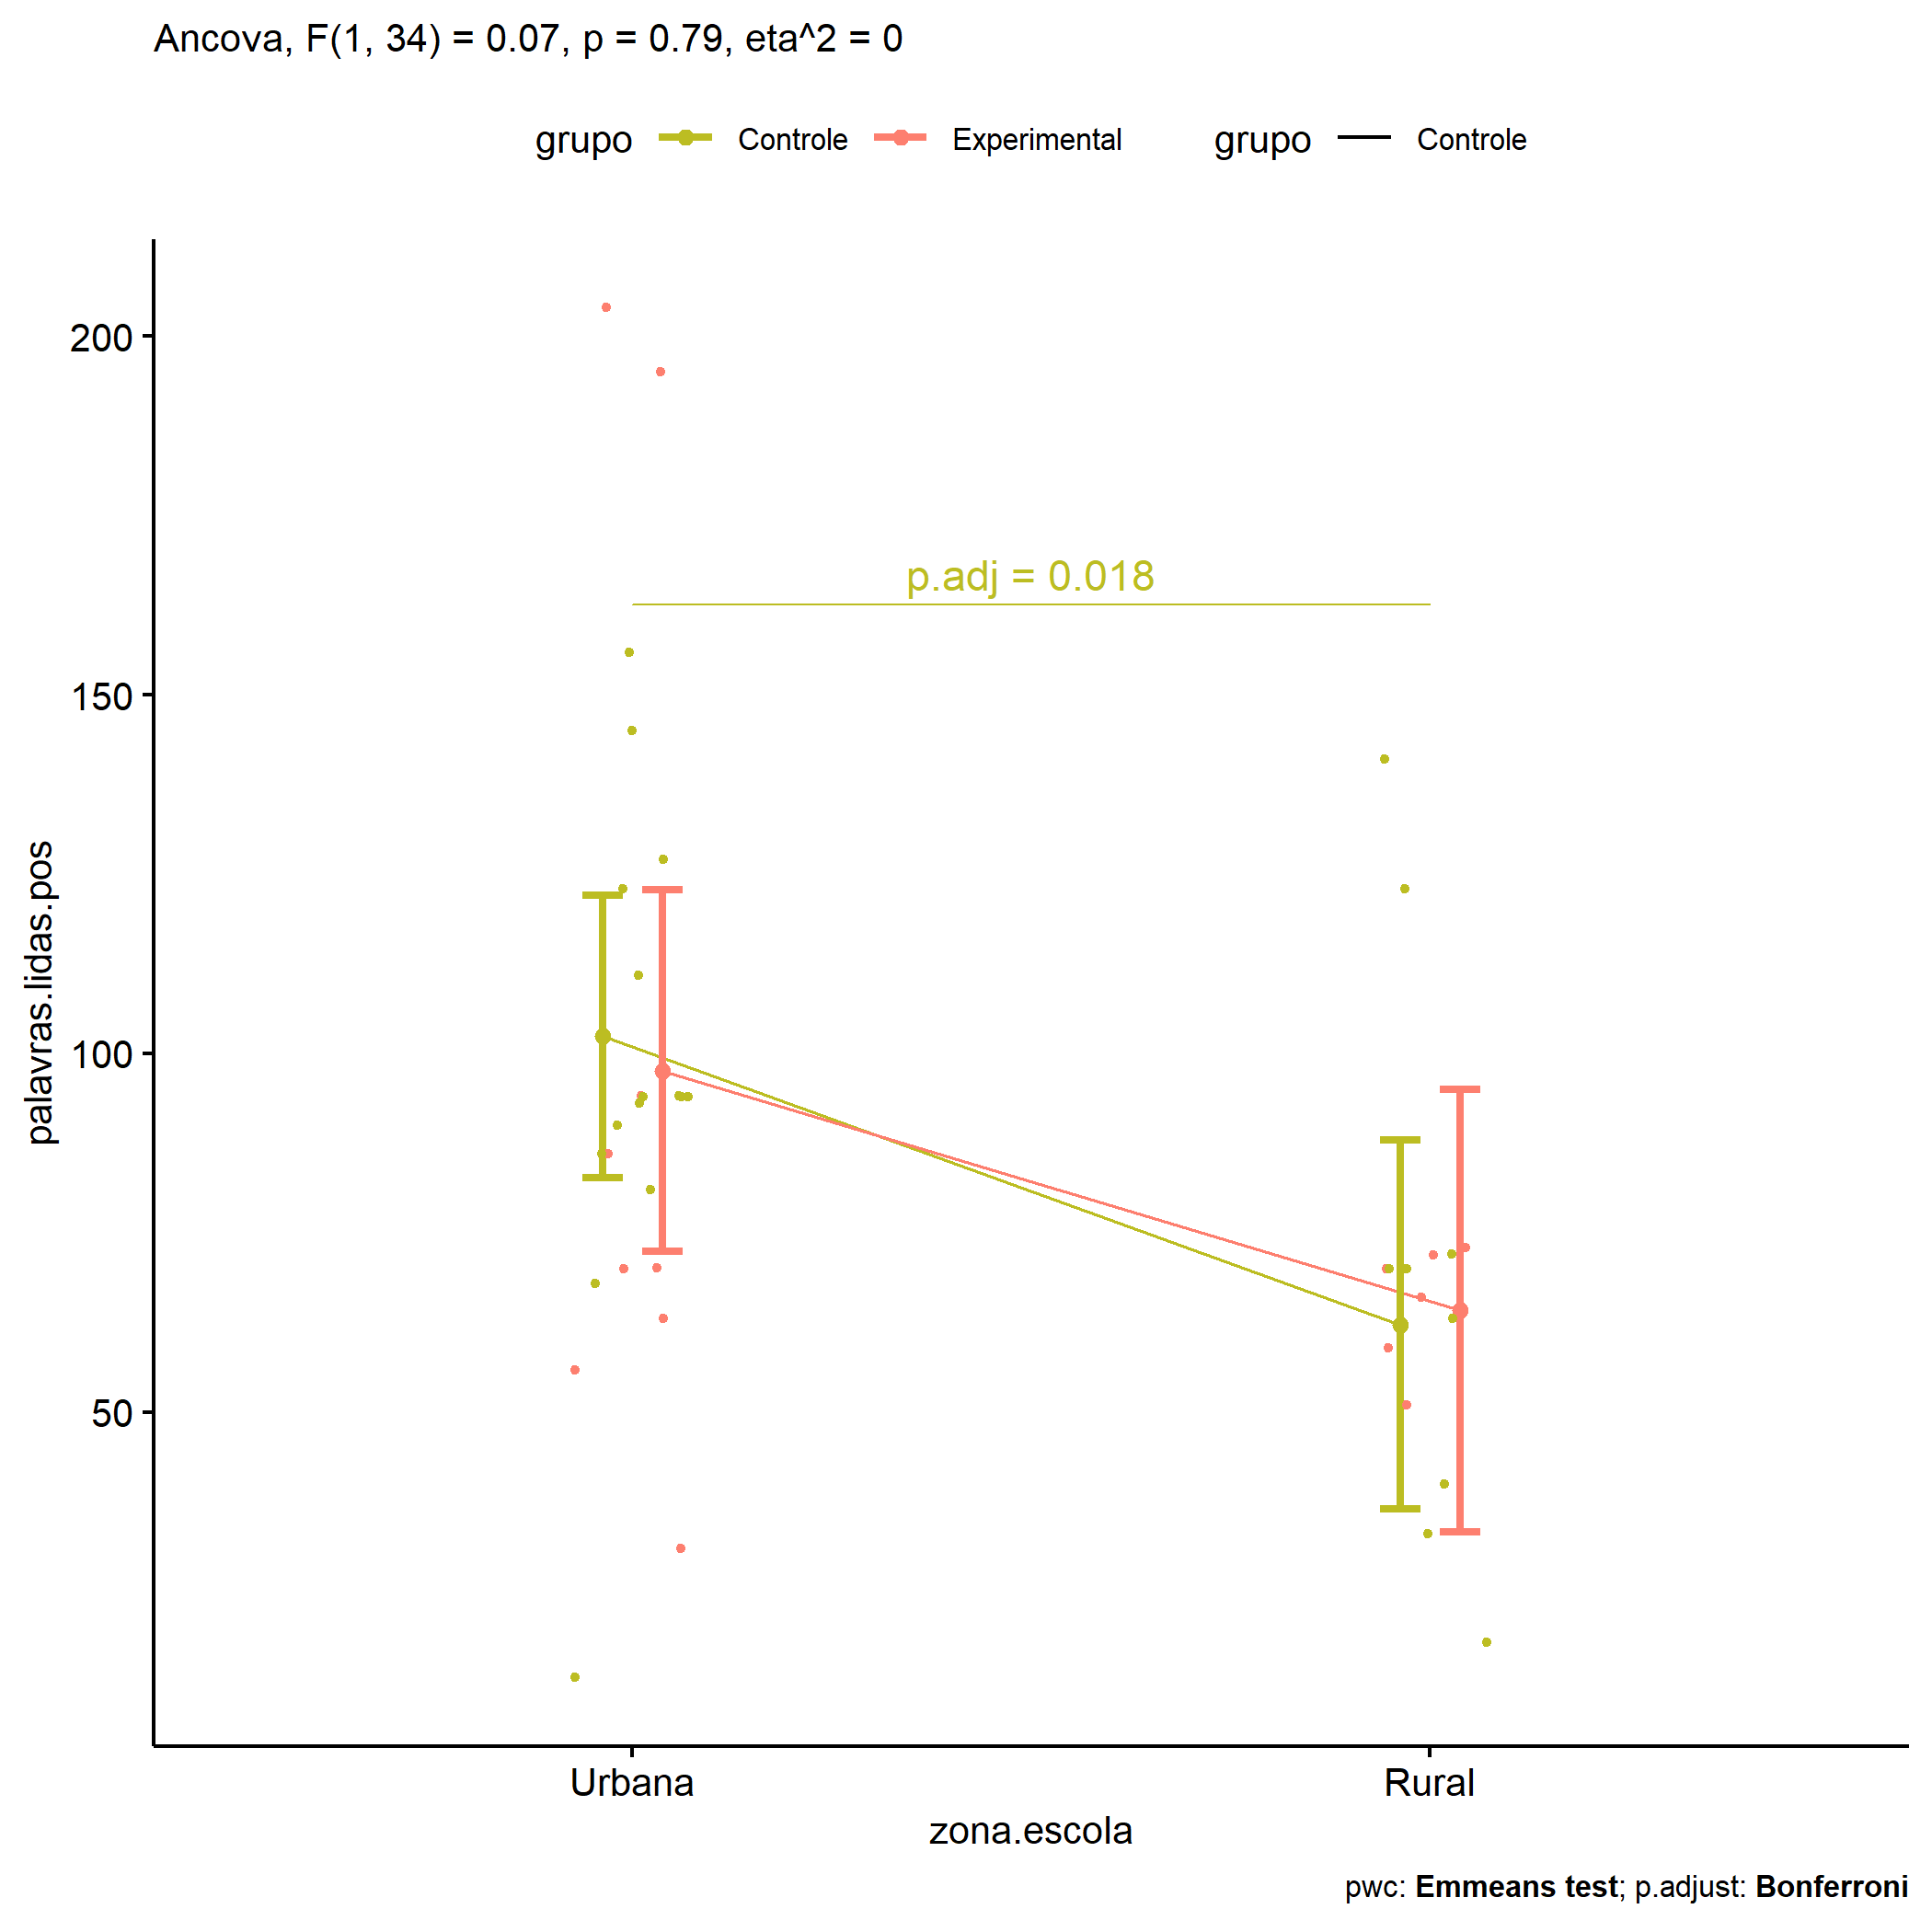 Ancova, F(1, 34) = 0.07, p = 0.79, eta^2 = 0
grupo Controle Experimental grupo Controle
200
p.adj = 0.018
150
palavras.lidas.pos
100
50
Urbana Rural
zona.escola
pwc: Emmeans test; p.adjust: Bonferroni